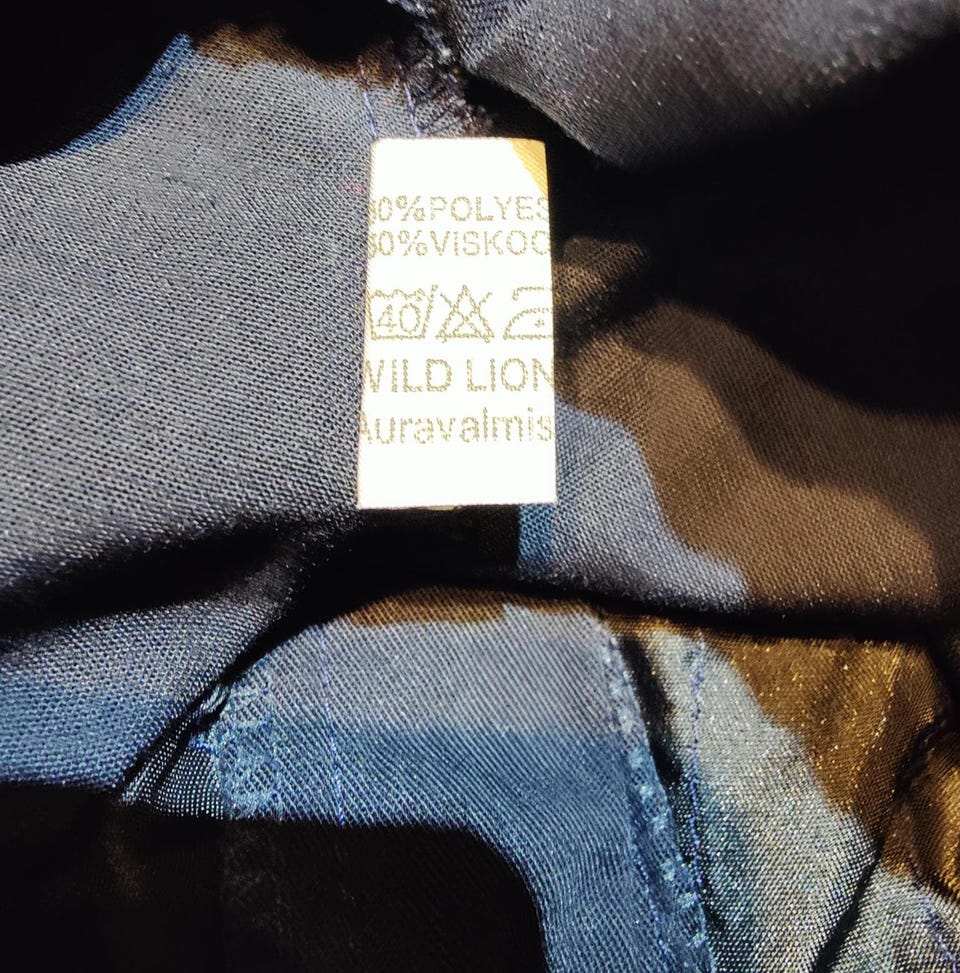 0%POLYES
0%VISKOO
40
WILD LION
Auravalmis